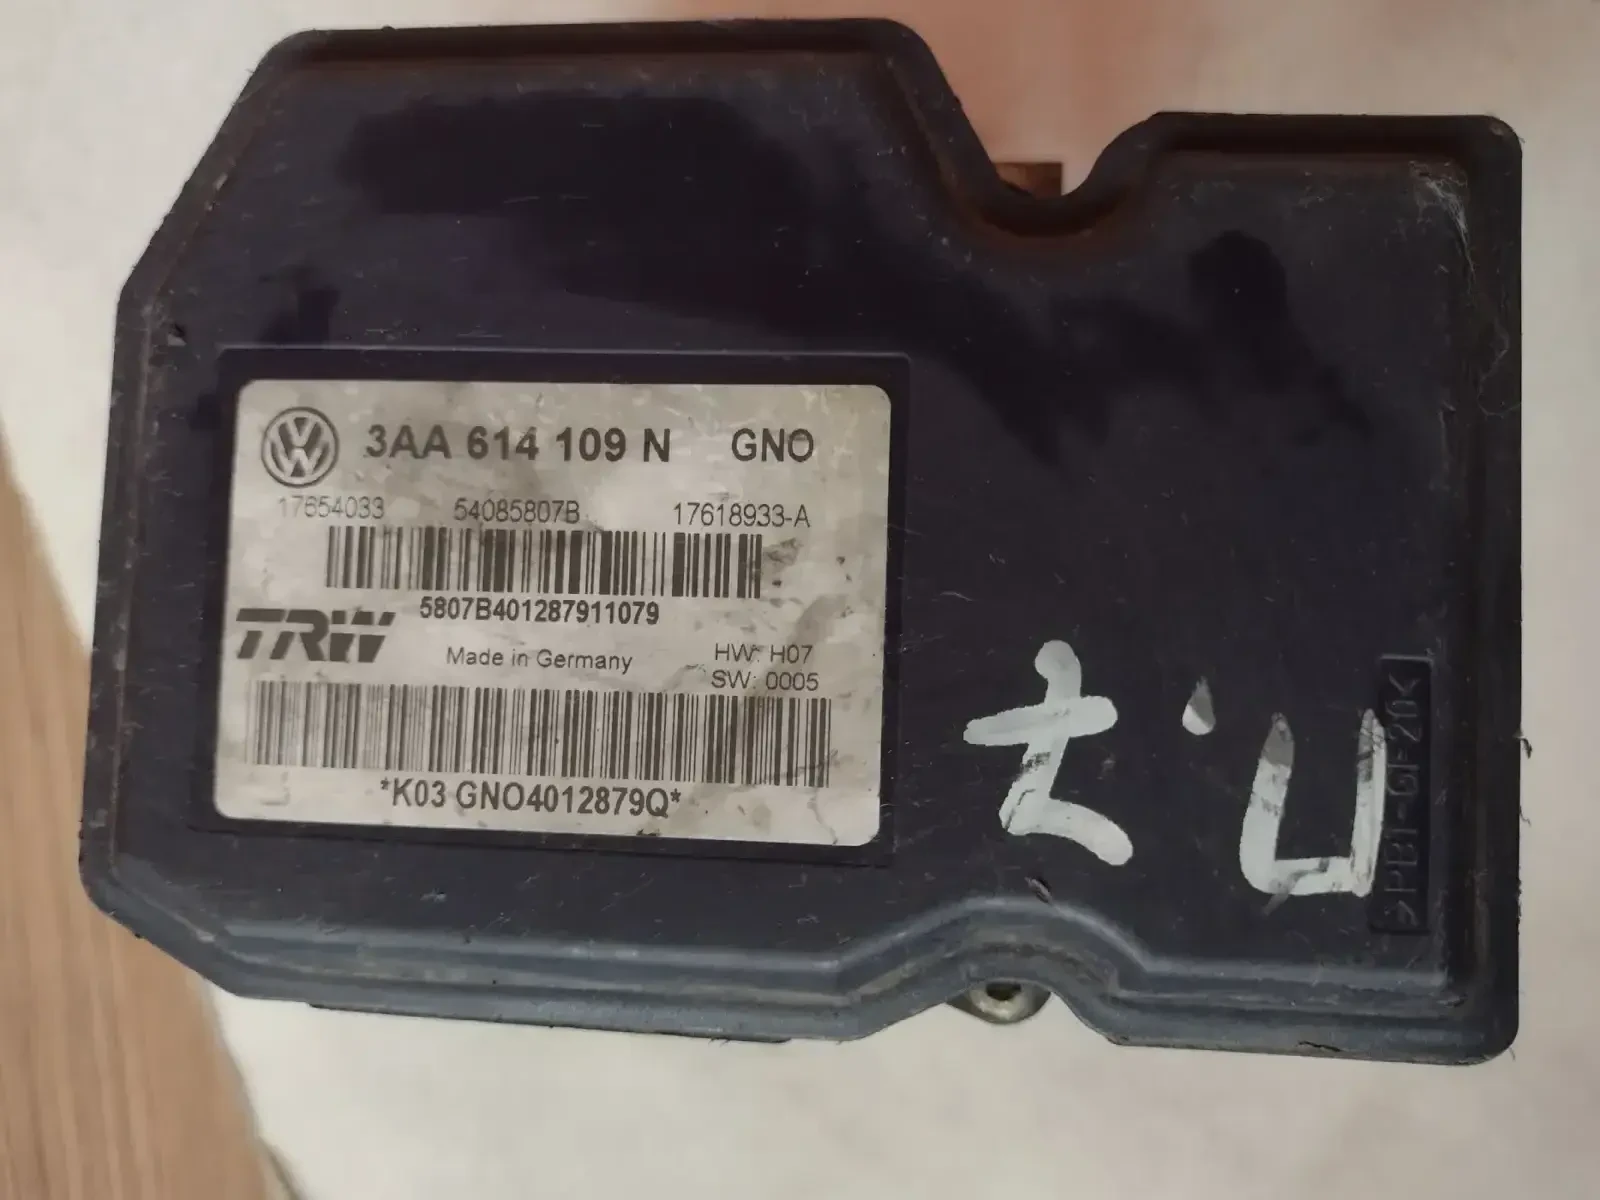 3AA 614 109 N GNO
17654033 54085807B 17618933-A
5807B401287911079
TRW
Made in Germany
HW: H07
SW: 0005
*K03 GNO4012879Q*
>PBT-GF20<